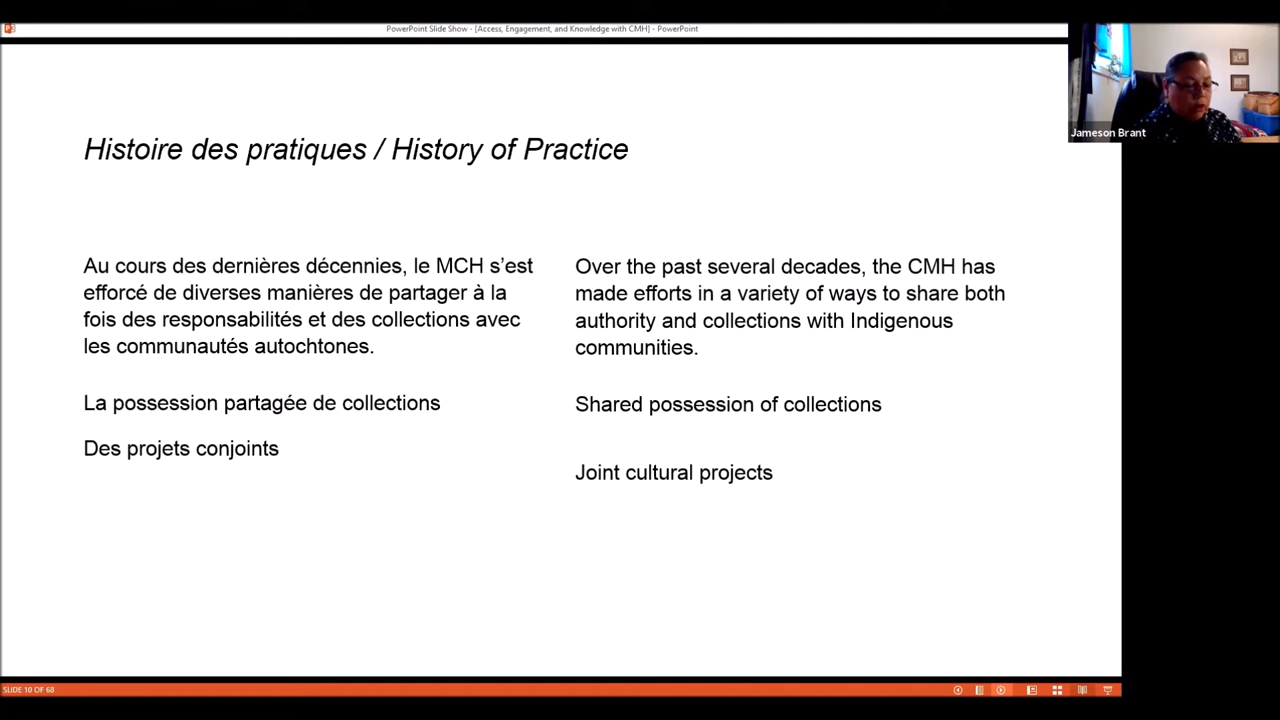 PowerPoint Slide Show - [Access, Engagement, and Knowledge with CMH] - PowerPoint
Jameson Brant
Histoire des pratiques / History of Practice
Au cours des dernières décennies, le MCH s’est
efforcé de diverses manières de partager à la
fois des responsabilités et des collections avec
les communautés autochtones.
La possession partagée de collections
Des projets conjoints
Over the past several decades, the CMH has
made efforts in a variety of ways to share both
authority and collections with Indigenous
communities.
Shared possession of collections
Joint cultural projects
SLIDE 10 OF 68